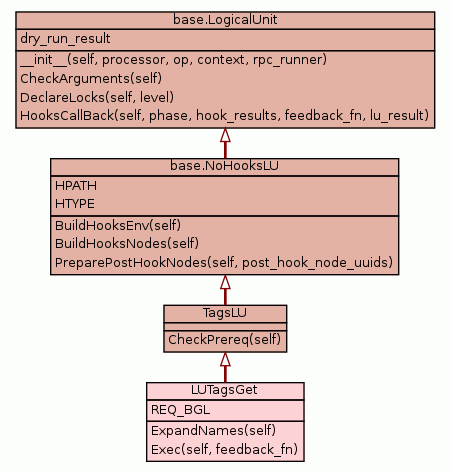 base.LogicalUnit
dry_run_result
__init__(self, processor, op, context, rpc_runner)
CheckArguments(self)
DeclareLocks(self, level)
HooksCallBack(self, phase, hook_results, feedback_fn, lu_result)
base.NoHooksLU
HPATH
HTYPE
BuildHooksEnv(self)
BuildHooksNodes(self)
PreparePostHookNodes(self, post_hook_node_uuids)
TagsLU
CheckPrereq(self)
LUTagsGet
REQ_BGL
ExpandNames(self)
Exec(self, feedback_fn)